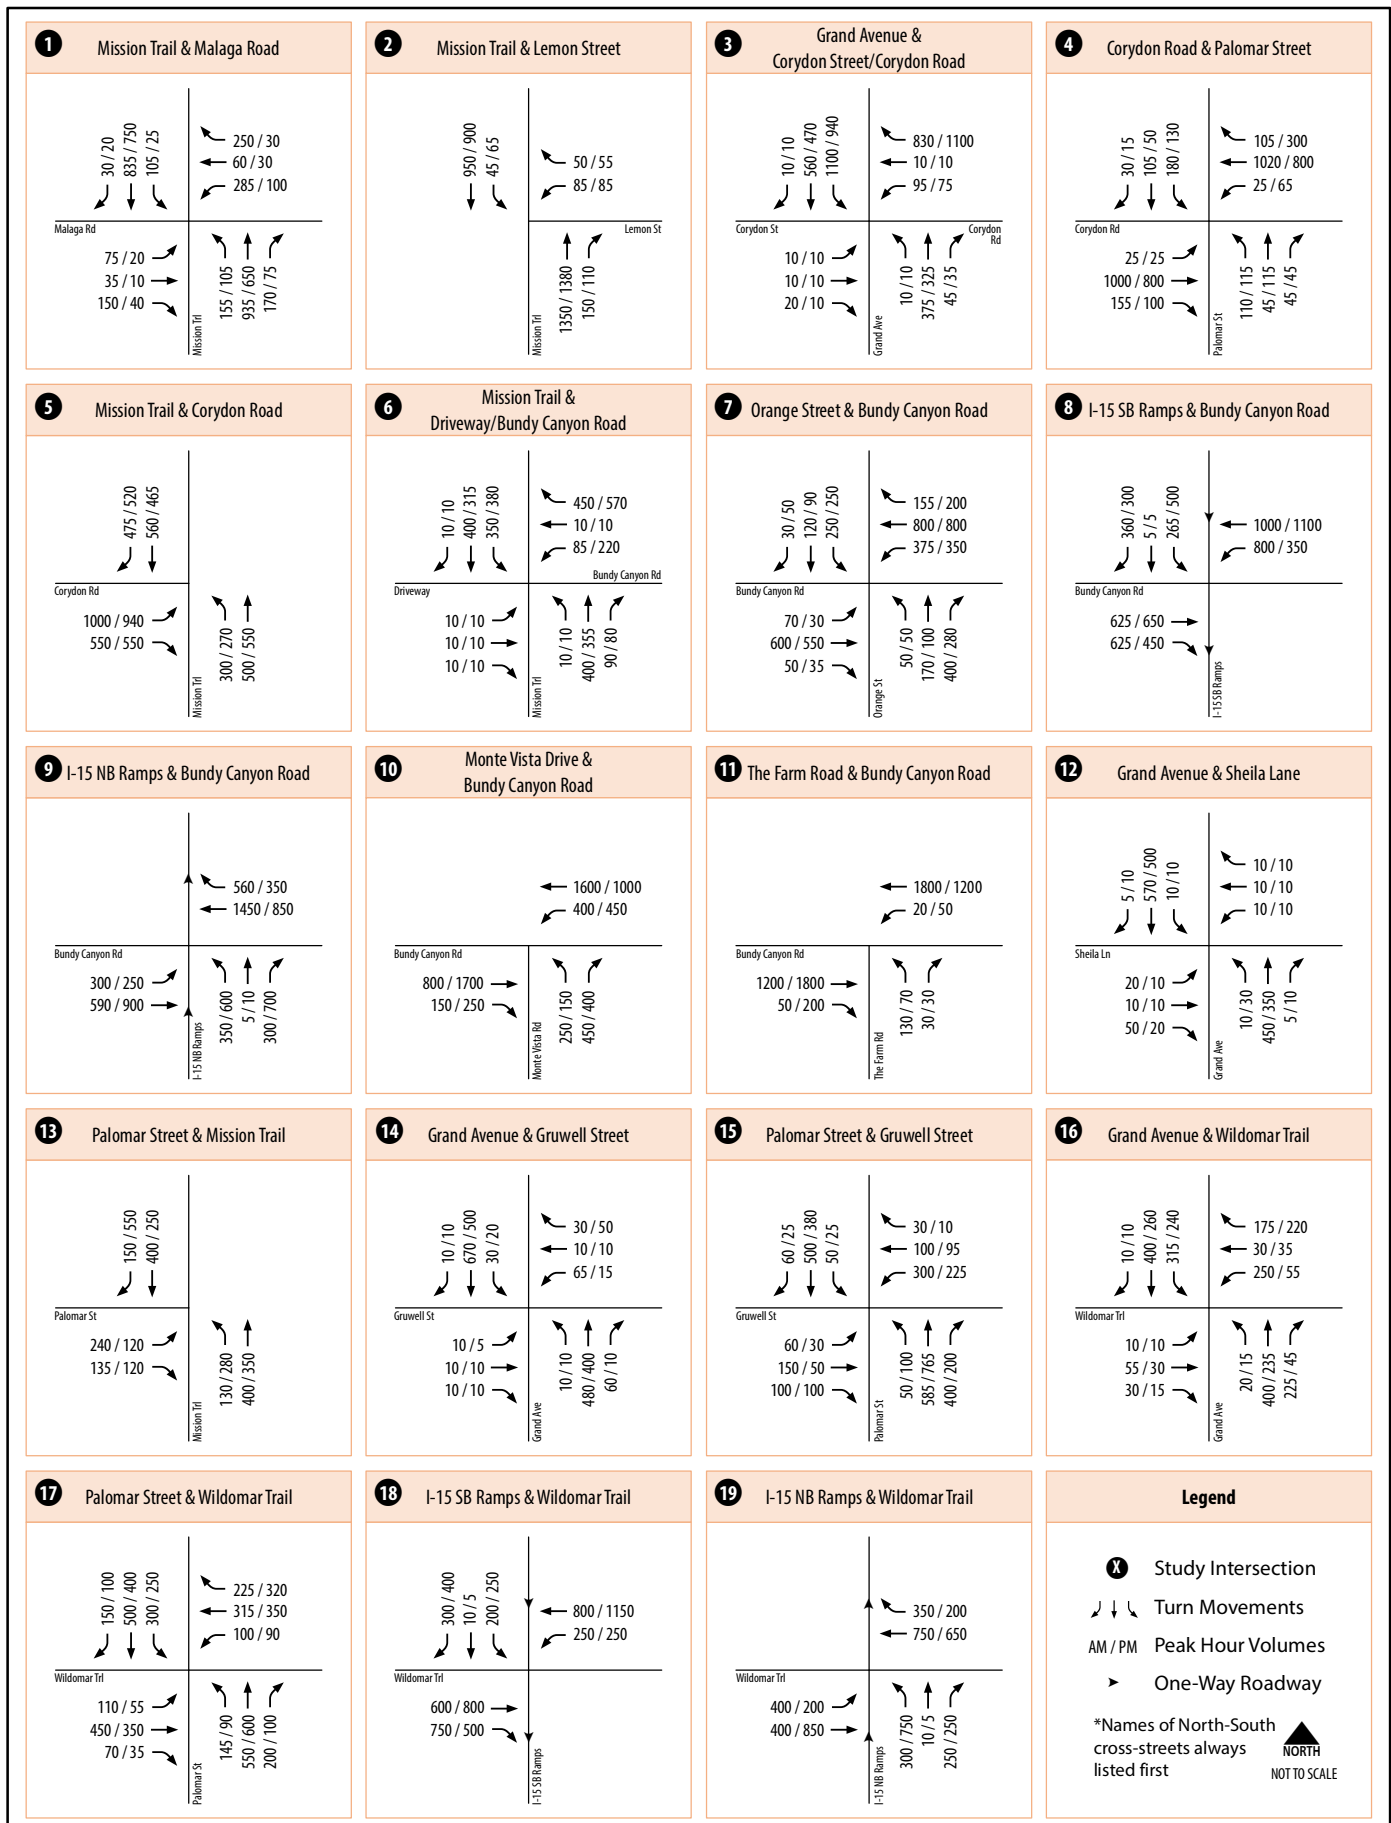 1 Mission Trail & Malaga Road
30 / 20
835 / 750
105 / 25
250 / 30
60 / 30
285 / 100
Malaga Rd
75 / 20
35 / 10
150 / 40
155 / 105
935 / 650
170 / 75
Mission Trl
2 Mission Trail & Lemon Street
950 / 900
45 / 65
50 / 55
85 / 85
Lemon St
1350 / 1380
150 / 110
Mission Trl
3 Grand Avenue &
Corydon Street/Corydon Road
10 / 10
560 / 470
1100 / 940
830 / 1100
10 / 10
95 / 75
Corydon St
Corydon
Rd
10 / 10
10 / 10
20 / 10
10 / 10
375 / 325
45 / 35
Grand Ave
4 Corydon Road & Palomar Street
30 / 15
105 / 50
180 / 130
105 / 300
1020 / 800
25 / 65
Corydon Rd
25 / 25
1000 / 800
155 / 100
110 / 115
45 / 115
45 / 45
Palomar St
5 Mission Trail & Corydon Road
475 / 520
560 / 465
Corydon Rd
1000 / 940
550 / 550
300 / 270
500 / 550
Mission Trl
6 Mission Trail &
Driveway/Bundy Canyon Road
10 / 10
400 / 315
350 / 380
450 / 570
10 / 10
85 / 220
Bundy Canyon Rd
Driveway
10 / 10
10 / 10
10 / 10
10 / 10
400 / 355
90 / 80
Mission Trl
7 Orange Street & Bundy Canyon Road
30 / 50
120 / 90
250 / 250
155 / 200
800 / 800
375 / 350
Bundy Canyon Rd
70 / 30
600 / 550
50 / 35
50 / 50
170 / 100
400 / 280
Orange St
8 I-15 SB Ramps & Bundy Canyon Road
360 / 300
5 / 5
265 / 500
1000 / 1100
800 / 350
Bundy Canyon Rd
625 / 650
625 / 450
I-15 SB Ramps
9 I-15 NB Ramps & Bundy Canyon Road
560 / 350
1450 / 850
Bundy Canyon Rd
300 / 250
590 / 900
350 / 600
5 / 10
300 / 700
I-15 NB Ramps
10 Monte Vista Drive &
Bundy Canyon Road
1600 / 1000
400 / 450
Bundy Canyon Rd
800 / 1700
150 / 250
250 / 150
450 / 400
Monte Vista Rd
11 The Farm Road & Bundy Canyon Road
1800 / 1200
20 / 50
Bundy Canyon Rd
1200 / 1800
50 / 200
130 / 70
30 / 30
The Farm Rd
12 Grand Avenue & Sheila Lane
5 / 10
570 / 500
10 / 10
10 / 10
10 / 10
10 / 10
Sheila Ln
20 / 10
10 / 10
50 / 20
10 / 30
450 / 350
5 / 10
Grand Ave
13 Palomar Street & Mission Trail
150 / 550
400 / 250
Palomar St
240 / 120
135 / 120
130 / 280
400 / 350
Mission Trl
14 Grand Avenue & Gruwell Street
10 / 10
670 / 500
30 / 20
30 / 50
10 / 10
65 / 15
Gruwell St
10 / 5
10 / 10
10 / 10
10 / 10
480 / 400
60 / 10
Grand Ave
15 Palomar Street & Gruwell Street
60 / 25
500 / 380
50 / 25
30 / 10
100 / 95
300 / 225
Gruwell St
60 / 30
150 / 50
100 / 100
50 / 100
585 / 765
400 / 200
Palomar St
16 Grand Avenue & Wildomar Trail
10 / 10
400 / 260
315 / 240
175 / 220
30 / 35
250 / 55
Wildomar Trl
10 / 10
55 / 30
30 / 15
20 / 15
400 / 235
225 / 45
Grand Ave
17 Palomar Street & Wildomar Trail
150 / 100
500 / 400
300 / 250
225 / 320
315 / 350
100 / 90
Wildomar Trl
110 / 55
450 / 350
70 / 35
145 / 90
550 / 600
200 / 100
Palomar St
18 I-15 SB Ramps & Wildomar Trail
300 / 400
10 / 5
200 / 250
800 / 1150
250 / 250
Wildomar Trl
600 / 800
750 / 500
I-15 SB Ramps
19 I-15 NB Ramps & Wildomar Trail
350 / 200
750 / 650
Wildomar Trl
400 / 200
400 / 850
300 / 750
10 / 5
250 / 250
I-15 NB Ramps
Legend
X Study Intersection
Turn Movements
AM / PM Peak Hour Volumes
One-Way Roadway
*Names of North-South
cross-streets always
listed first
NORTH
NOT TO SCALE